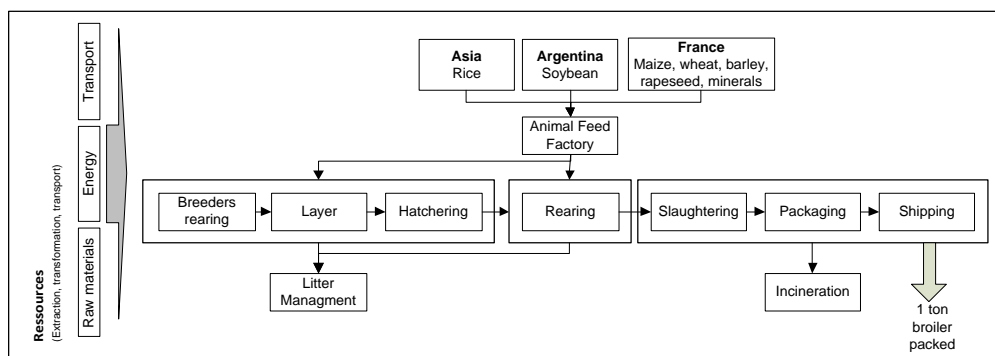 Ressources
(Extraction, transformation, transport)
Transport
Energy
Raw materials
Asia
Rice
Argentina
Soybean
France
Maize, wheat, barley,
rapeseed, minerals
Animal Feed
Factory
Breeders
rearing
Layer
Hatchering
Rearing
Slaughtering
Packaging
Shipping
Litter
Managment
Incineration
1 ton
broiler
packed